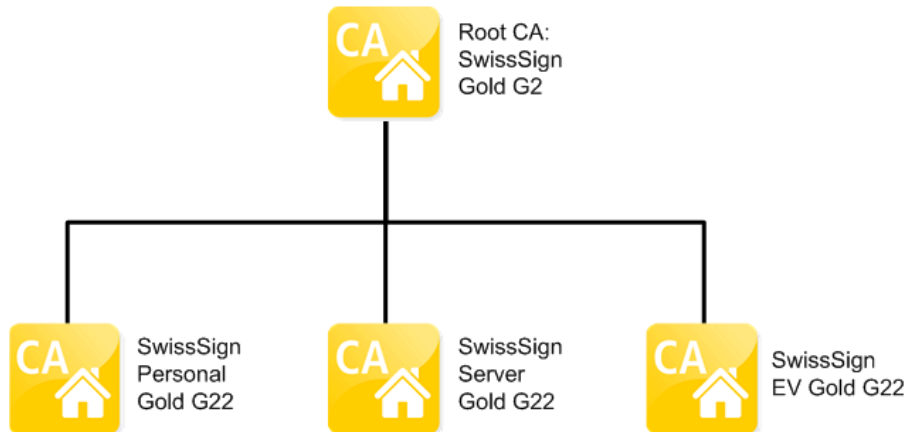 CA
Root CA:
SwissSign
Gold G2
CA
SwissSign
Personal
Gold G22
CA
SwissSign
Server
Gold G22
CA
SwissSign
EV Gold G22